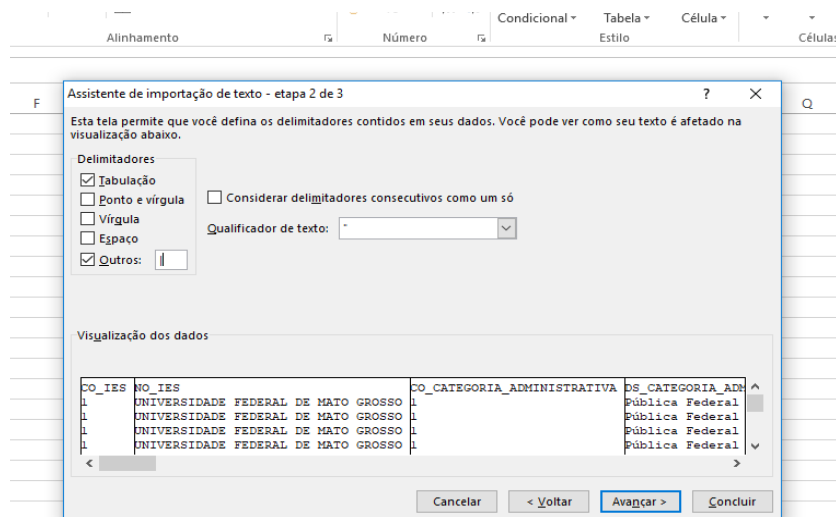 Condicional Tabela Célula
Alinhamento Número Estilo Células
F Q
Assistente de importação de texto - etapa 2 de 3 ? ×
Esta tela permite que você defina os delimitadores contidos em seus dados. Você pode ver como seu texto é afetado na
visualização abaixo.
Delimitadores
Tabulação
Ponto e vírgula
Vírgula
Espaço
Outros: |
Considerar delimitadores consecutivos como um só
Qualificador de texto: "
Visualização dos dados
CO_IES NO_IES CO_CATEGORIA_ADMINISTRATIVA DS_CATEGORIA_ADM
1 UNIVERSIDADE FEDERAL DE MATO GROSSO 1 Pública Federal
1 UNIVERSIDADE FEDERAL DE MATO GROSSO 1 Pública Federal
1 UNIVERSIDADE FEDERAL DE MATO GROSSO 1 Pública Federal
1 UNIVERSIDADE FEDERAL DE MATO GROSSO 1 Pública Federal
Cancelar < Voltar Avançar > Concluir